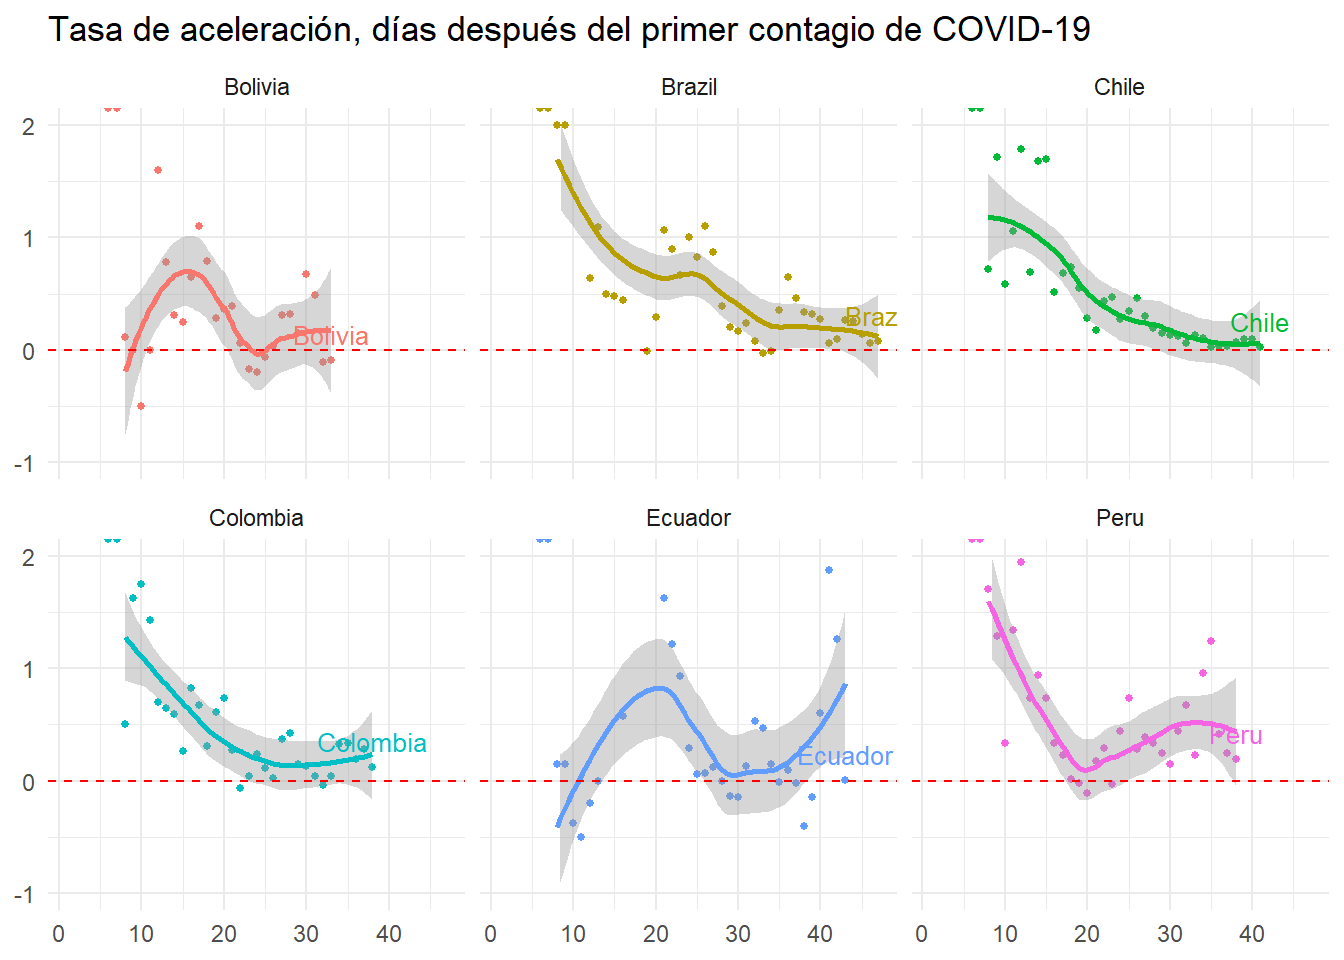 Tasa de aceleración, días después del primer contagio de COVID-19
Bolivia Brazil Chile
2
1
0
-1
Bolivia
Braz
Chile
Colombia Ecuador Peru
2
1
0
-1
Colombia
Ecuador
Peru
0 10 20 30 40 0 10 20 30 40 0 10 20 30 40